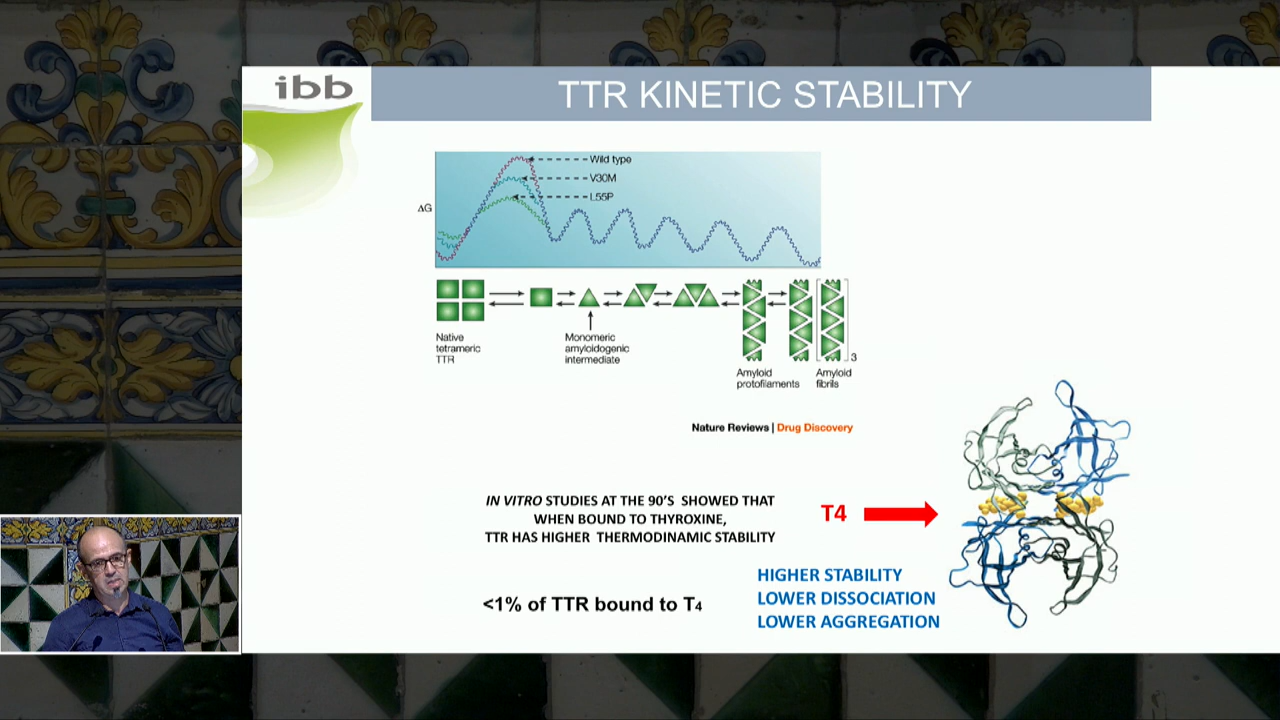 ibb
TTR KINETIC STABILITY
Wild type
V30M
L55P
ΔG
Native
tetrameric
TTR
Monomeric
amyloidogenic
intermediate
Amyloid
protofilaments
Amyloid
fibrils
3
Nature Reviews | Drug Discovery
IN VITRO STUDIES AT THE 90'S SHOWED THAT
WHEN BOUND TO THYROXINE,
TTR HAS HIGHER THERMODINAMIC STABILITY
T4
<1% of TTR bound to T4
HIGHER STABILITY
LOWER DISSOCIATION
LOWER AGGREGATION